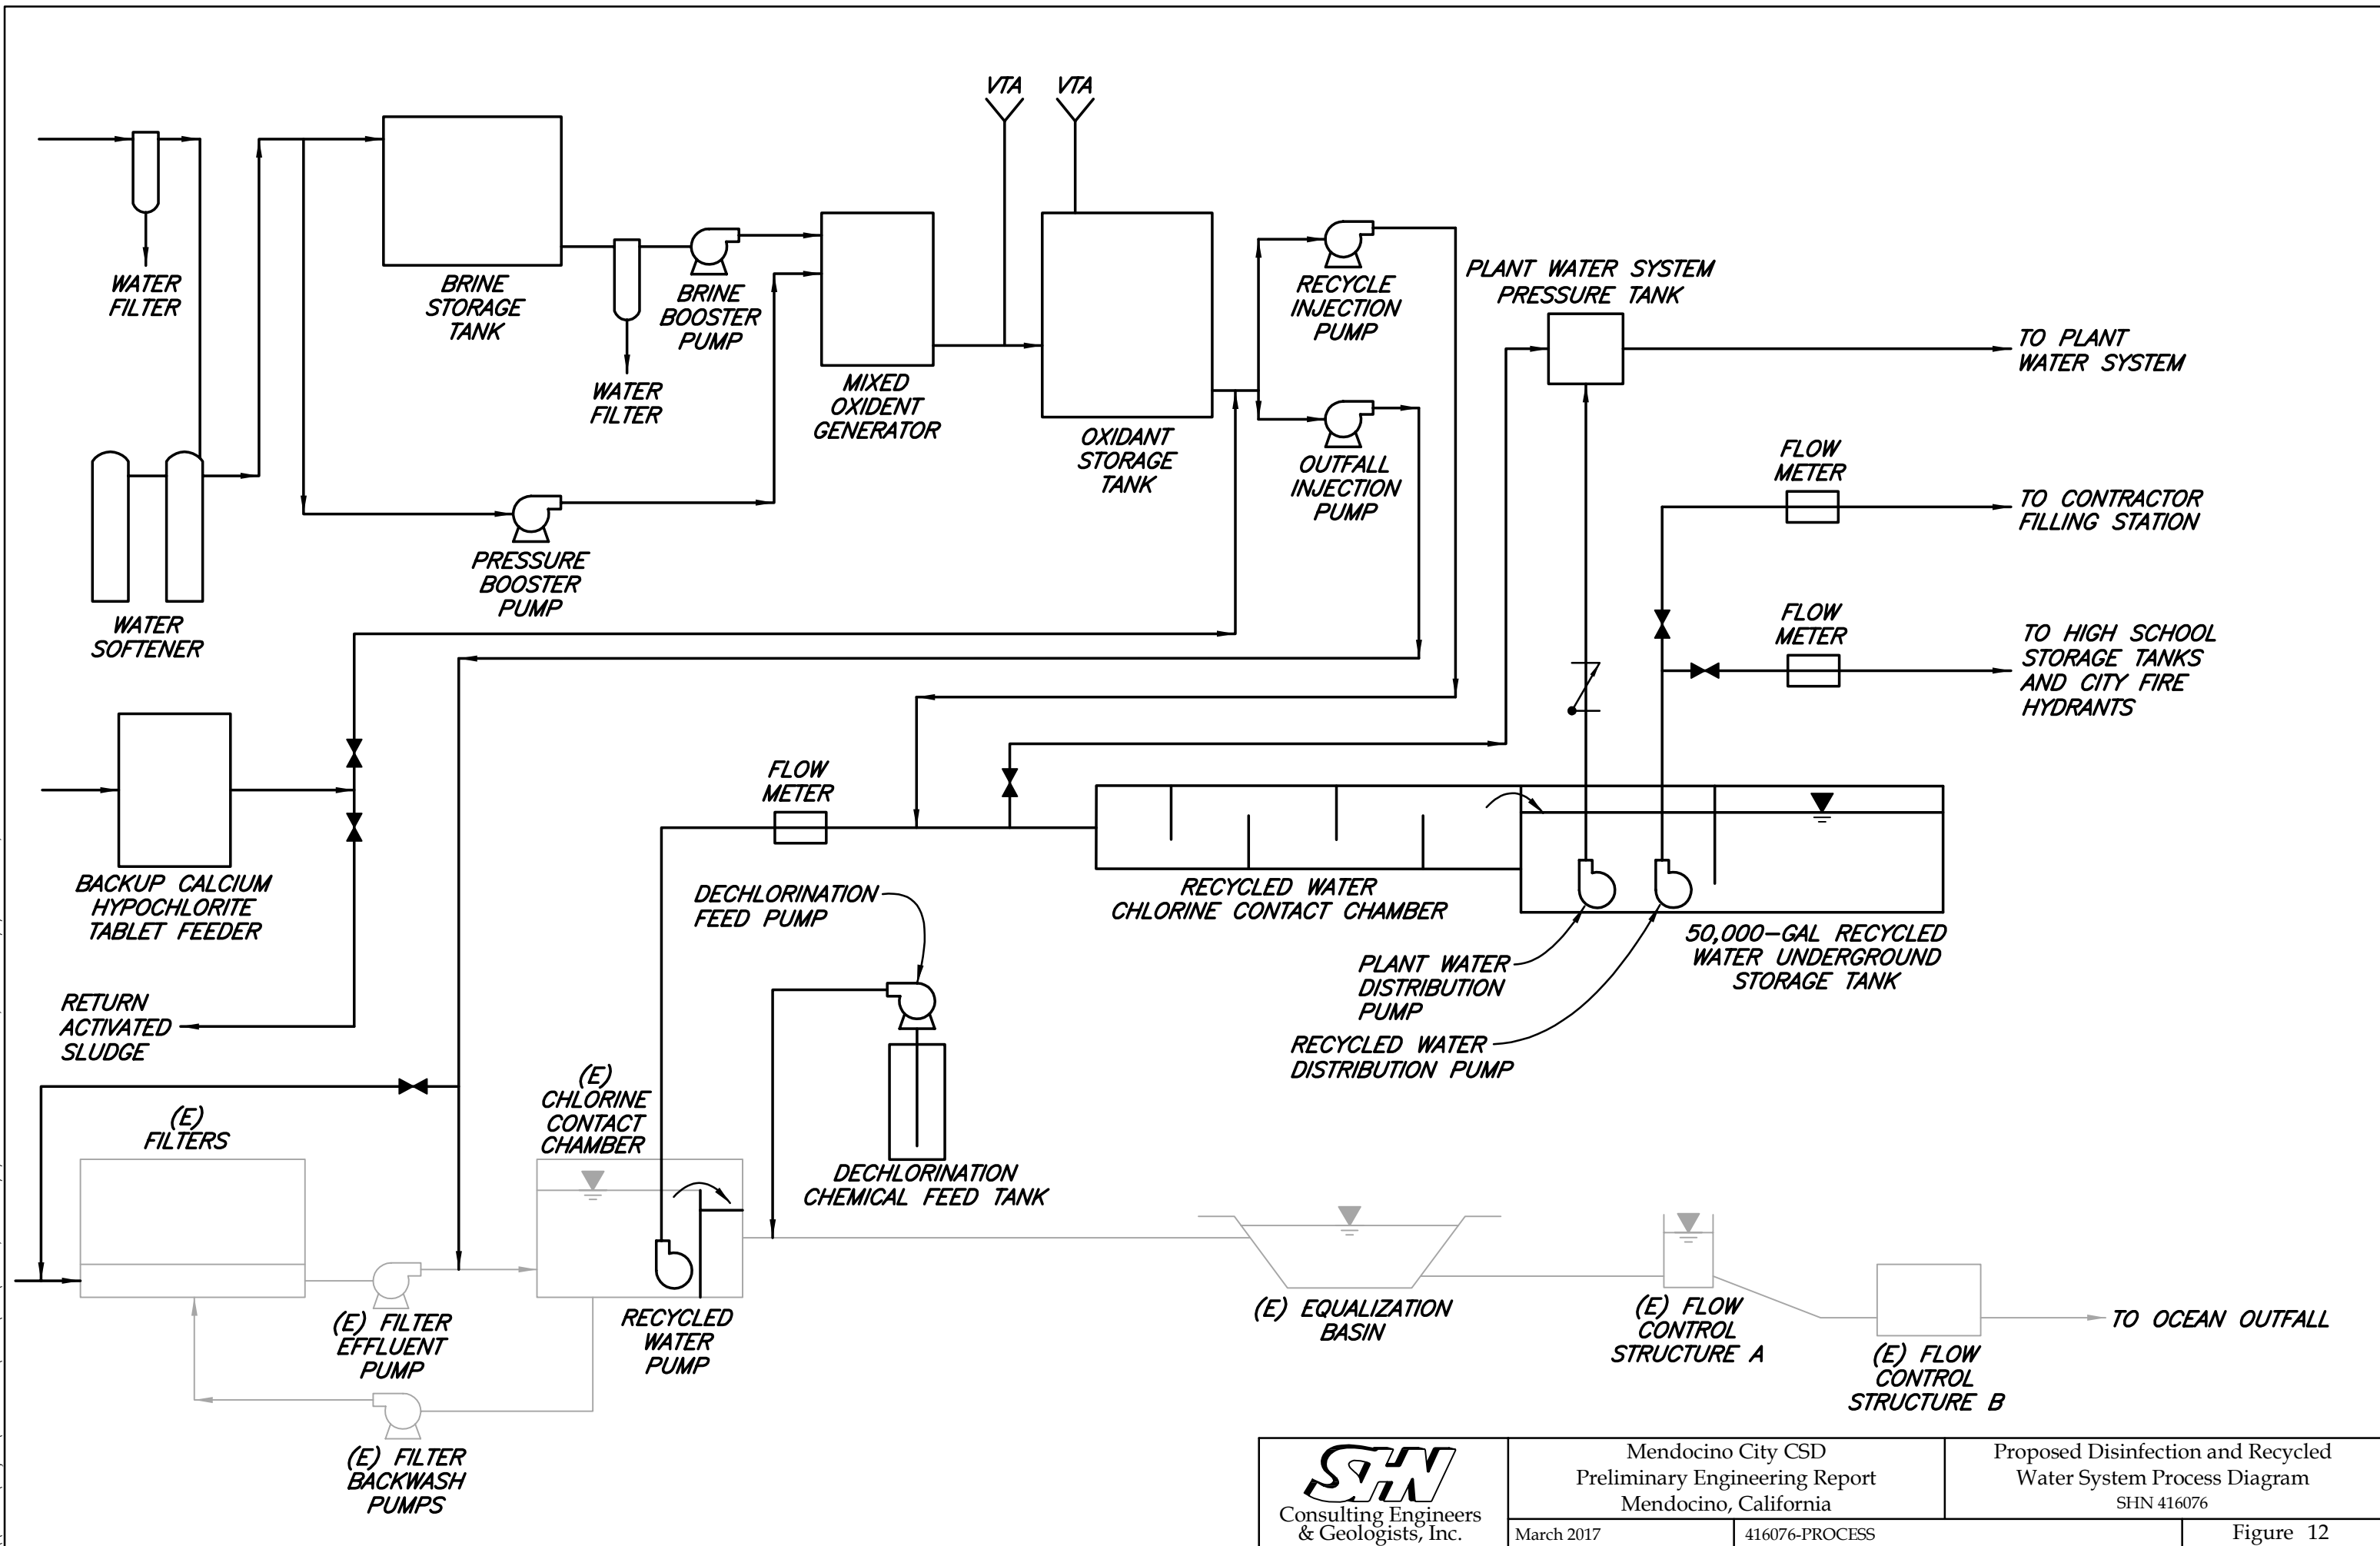 VTA
VTA
WATER
FILTER
BRINE
STORAGE
TANK
BRINE
BOOSTER
PUMP
WATER
FILTER
MIXED
OXIDENT
GENERATOR
OXIDANT
STORAGE
TANK
RECYCLE
INJECTION
PUMP
OUTFALL
INJECTION
PUMP
PLANT WATER SYSTEM
PRESSURE TANK
TO PLANT
WATER SYSTEM
FLOW
METER
TO CONTRACTOR
FILLING STATION
FLOW
METER
TO HIGH SCHOOL
STORAGE TANKS
AND CITY FIRE
HYDRANTS
PRESSURE
BOOSTER
PUMP
WATER
SOFTENER
BACKUP CALCIUM
HYPOCHLORITE
TABLET FEEDER
RETURN
ACTIVATED
SLUDGE
FLOW
METER
DECHLORINATION
FEED PUMP
RECYCLED WATER
CHLORINE CONTACT CHAMBER
PLANT WATER
DISTRIBUTION
PUMP
RECYCLED WATER
DISTRIBUTION PUMP
50,000-GAL RECYCLED
WATER UNDERGROUND
STORAGE TANK
(E)
FILTERS
(E)
CHLORINE
CONTACT
CHAMBER
DECHLORINATION
CHEMICAL FEED TANK
(E) FILTER
EFFLUENT
PUMP
RECYCLED
WATER
PUMP
(E) FILTER
BACKWASH
PUMPS
(E) EQUALIZATION
BASIN
(E) FLOW
CONTROL
STRUCTURE A
(E) FLOW
CONTROL
STRUCTURE B
TO OCEAN OUTFALL
SHN
Consulting Engineers
& Geologists, Inc.
Mendocino City CSD
Preliminary Engineering Report
Mendocino, California
Proposed Disinfection and Recycled
Water System Process Diagram
SHN 416076
March 2017
416076-PROCESS
Figure 12